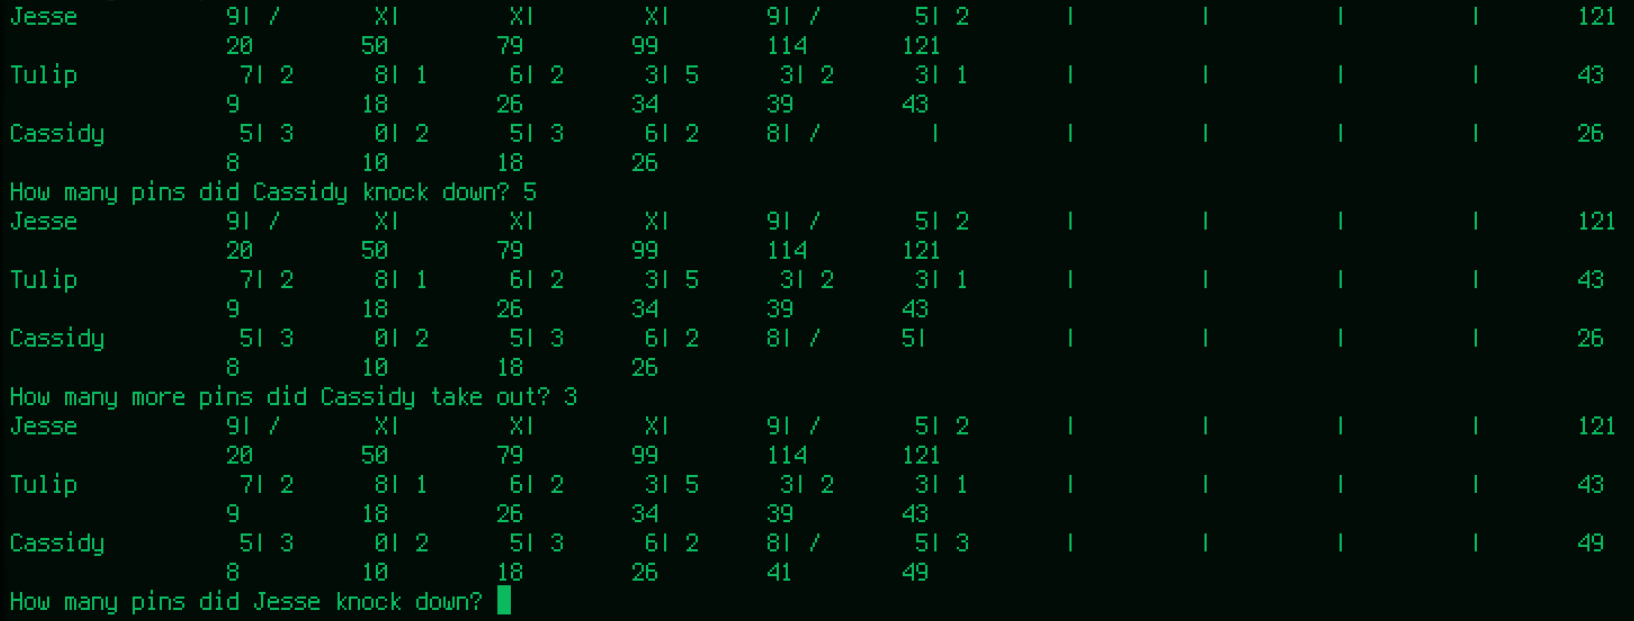 Jesse 9| / X| X| X| 9| / 5| 2 | | | | 121
20 50 79 99 114 121
Tulip 7| 2 8| 1 6| 2 3| 5 3| 2 3| 1 | | | | 43
9 18 26 34 39 43
Cassidy 5| 3 0| 2 5| 3 6| 2 8| / | | | | | 26
8 10 18 26
How many pins did Cassidy knock down? 5
Jesse 9| / X| X| X| 9| / 5| 2 | | | | 121
20 50 79 99 114 121
Tulip 7| 2 8| 1 6| 2 3| 5 3| 2 3| 1 | | | | 43
9 18 26 34 39 43
Cassidy 5| 3 0| 2 5| 3 6| 2 8| / 5| | | | | 26
8 10 18 26
How many more pins did Cassidy take out? 3
Jesse 9| / X| X| X| 9| / 5| 2 | | | | 121
20 50 79 99 114 121
Tulip 7| 2 8| 1 6| 2 3| 5 3| 2 3| 1 | | | | 43
9 18 26 34 39 43
Cassidy 5| 3 0| 2 5| 3 6| 2 8| / 5| 3 | | | | 49
8 10 18 26 41 49
How many pins did Jesse knock down?